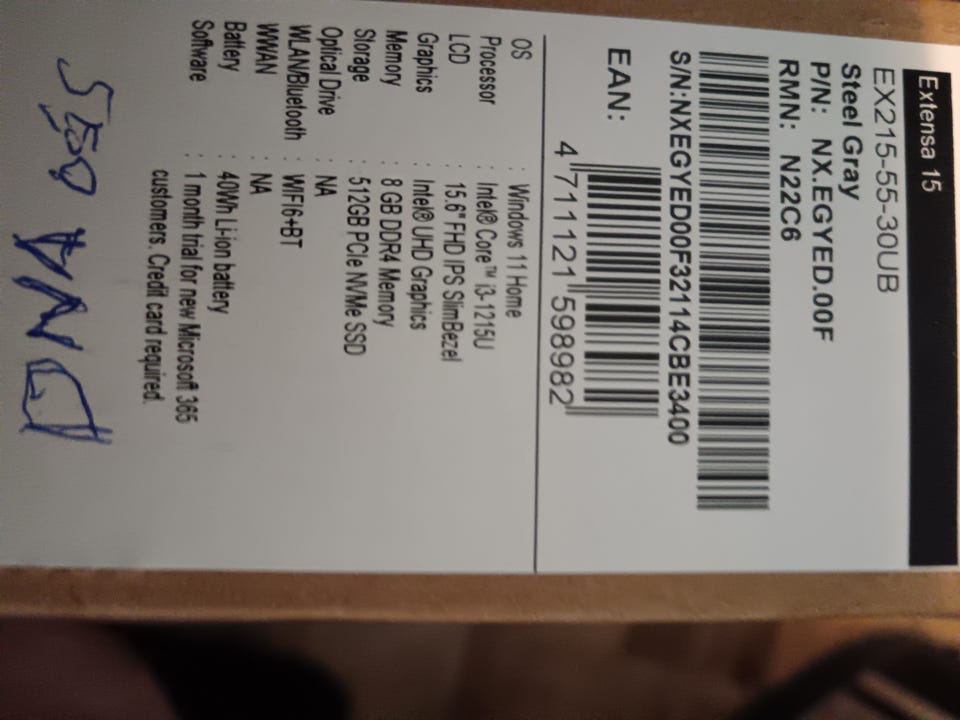 Extensa 15
EX215-55-30UB
Steel Gray
P/N: NX.EGYED.00F
RMN: N22C6
S/N:NXEGYED00F32114CBE3400
EAN:
4 711121 598982
OS : Windows 11 Home
Processor : Intel® Core™ i3-1215U
LCD : 15.6" FHD IPS SlimBezel
Graphics : Intel® UHD Graphics
Memory : 8 GB DDR4 Memory
Storage : 512GB PCIe NVMe SSD
Optical Drive : NA
WLAN/Bluetooth : WIFI6+BT
WWAN : NA
Battery : 40Wh Li-ion battery
Software : 1 month trial for new Microsoft 365
customers. Credit card required.